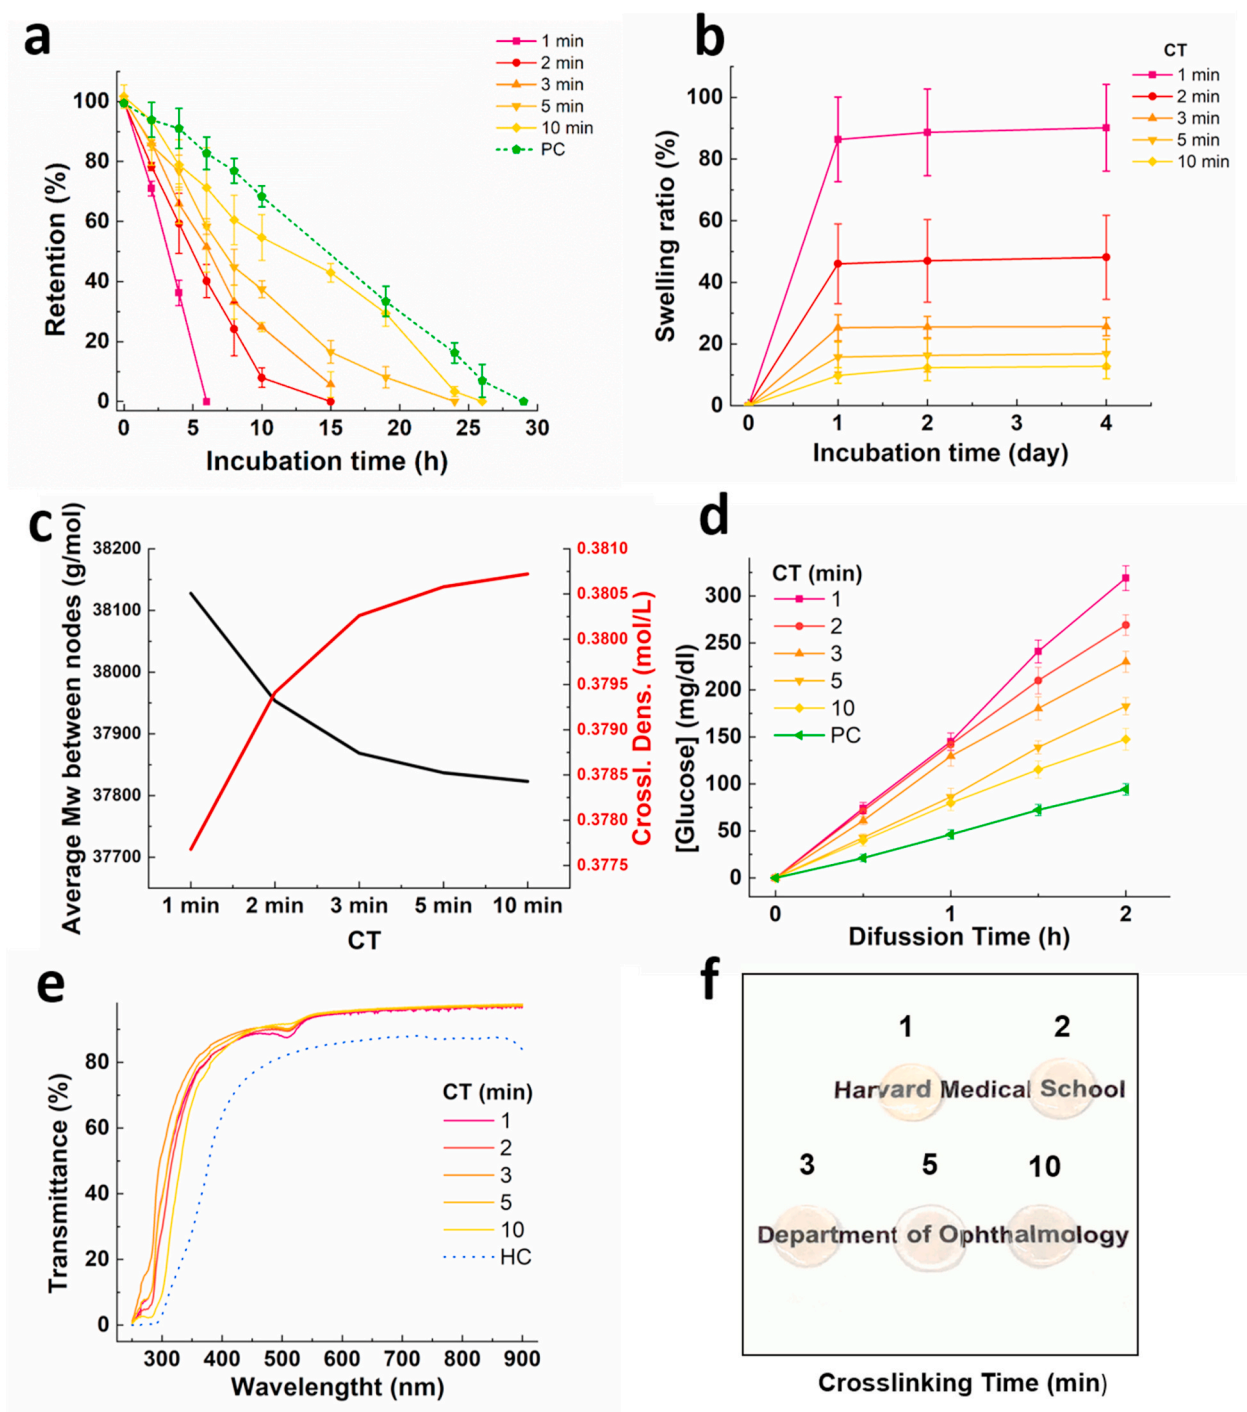 a
1 min
2 min
3 min
5 min
10 min
PC
100
80
60
40
20
0
0 5 10 15 20 25 30
Retention (%)
Incubation time (h)
b
CT
1 min
2 min
3 min
5 min
10 min
100
80
60
40
20
0
0 1 2 3 4
Swelling ratio (%)
Incubation time (day)
c
38200
38100
38000
37900
37800
37700
Average Mw between nodes (g/mol)
0.3810
0.3805
0.3800
0.3795
0.3790
0.3785
0.3780
0.3775
Crossl. Dens. (mol/L)
1 min 2 min 3 min 5 min 10 min
CT
d
CT (min)
1
2
3
5
10
PC
300
250
200
150
100
50
0
0 1 2
[Glucose] (mg/dl)
Difussion Time (h)
e
80
60
40
20
0
Transmittance (%)
CT (min)
1
2
3
5
10
HC
300 400 500 600 700 800 900
Wavelengtht (nm)
f
1 2
Harvard Medical School
3 5 10
Department of Ophthalmology
Crosslinking Time (min)